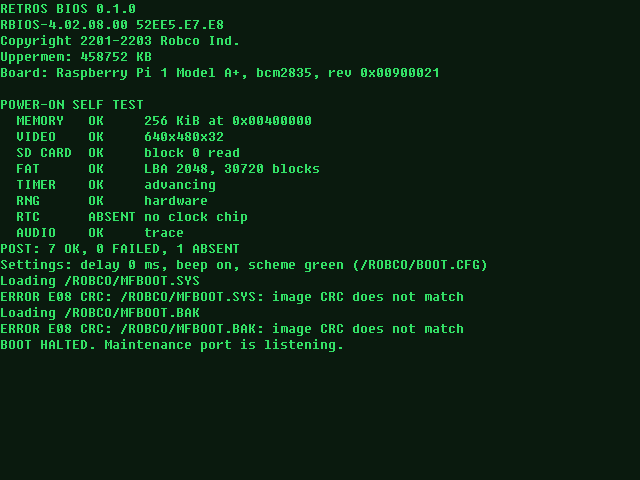 RETROS BIOS 0.1.0
RBIOS-4.02.08.00 52EE5.E7.E8
Copyright 2201-2203 Robco Ind.
Uppermem: 458752 KB
Board: Raspberry Pi 1 Model A+, bcm2835, rev 0x00900021
POWER-ON SELF TEST
MEMORY OK 256 KiB at 0x00400000
VIDEO OK 640x480x32
SD CARD OK block 0 read
FAT OK LBA 2048, 30720 blocks
TIMER OK advancing
RNG OK hardware
RTC ABSENT no clock chip
AUDIO OK trace
POST: 7 OK, 0 FAILED, 1 ABSENT
Settings: delay 0 ms, beep on, scheme green (/ROBCO/BOOT.CFG)
Loading /ROBCO/MFBOOT.SYS
ERROR E08 CRC: /ROBCO/MFBOOT.SYS: image CRC does not match
Loading /ROBCO/MFBOOT.BAK
ERROR E08 CRC: /ROBCO/MFBOOT.BAK: image CRC does not match
BOOT HALTED. Maintenance port is listening.